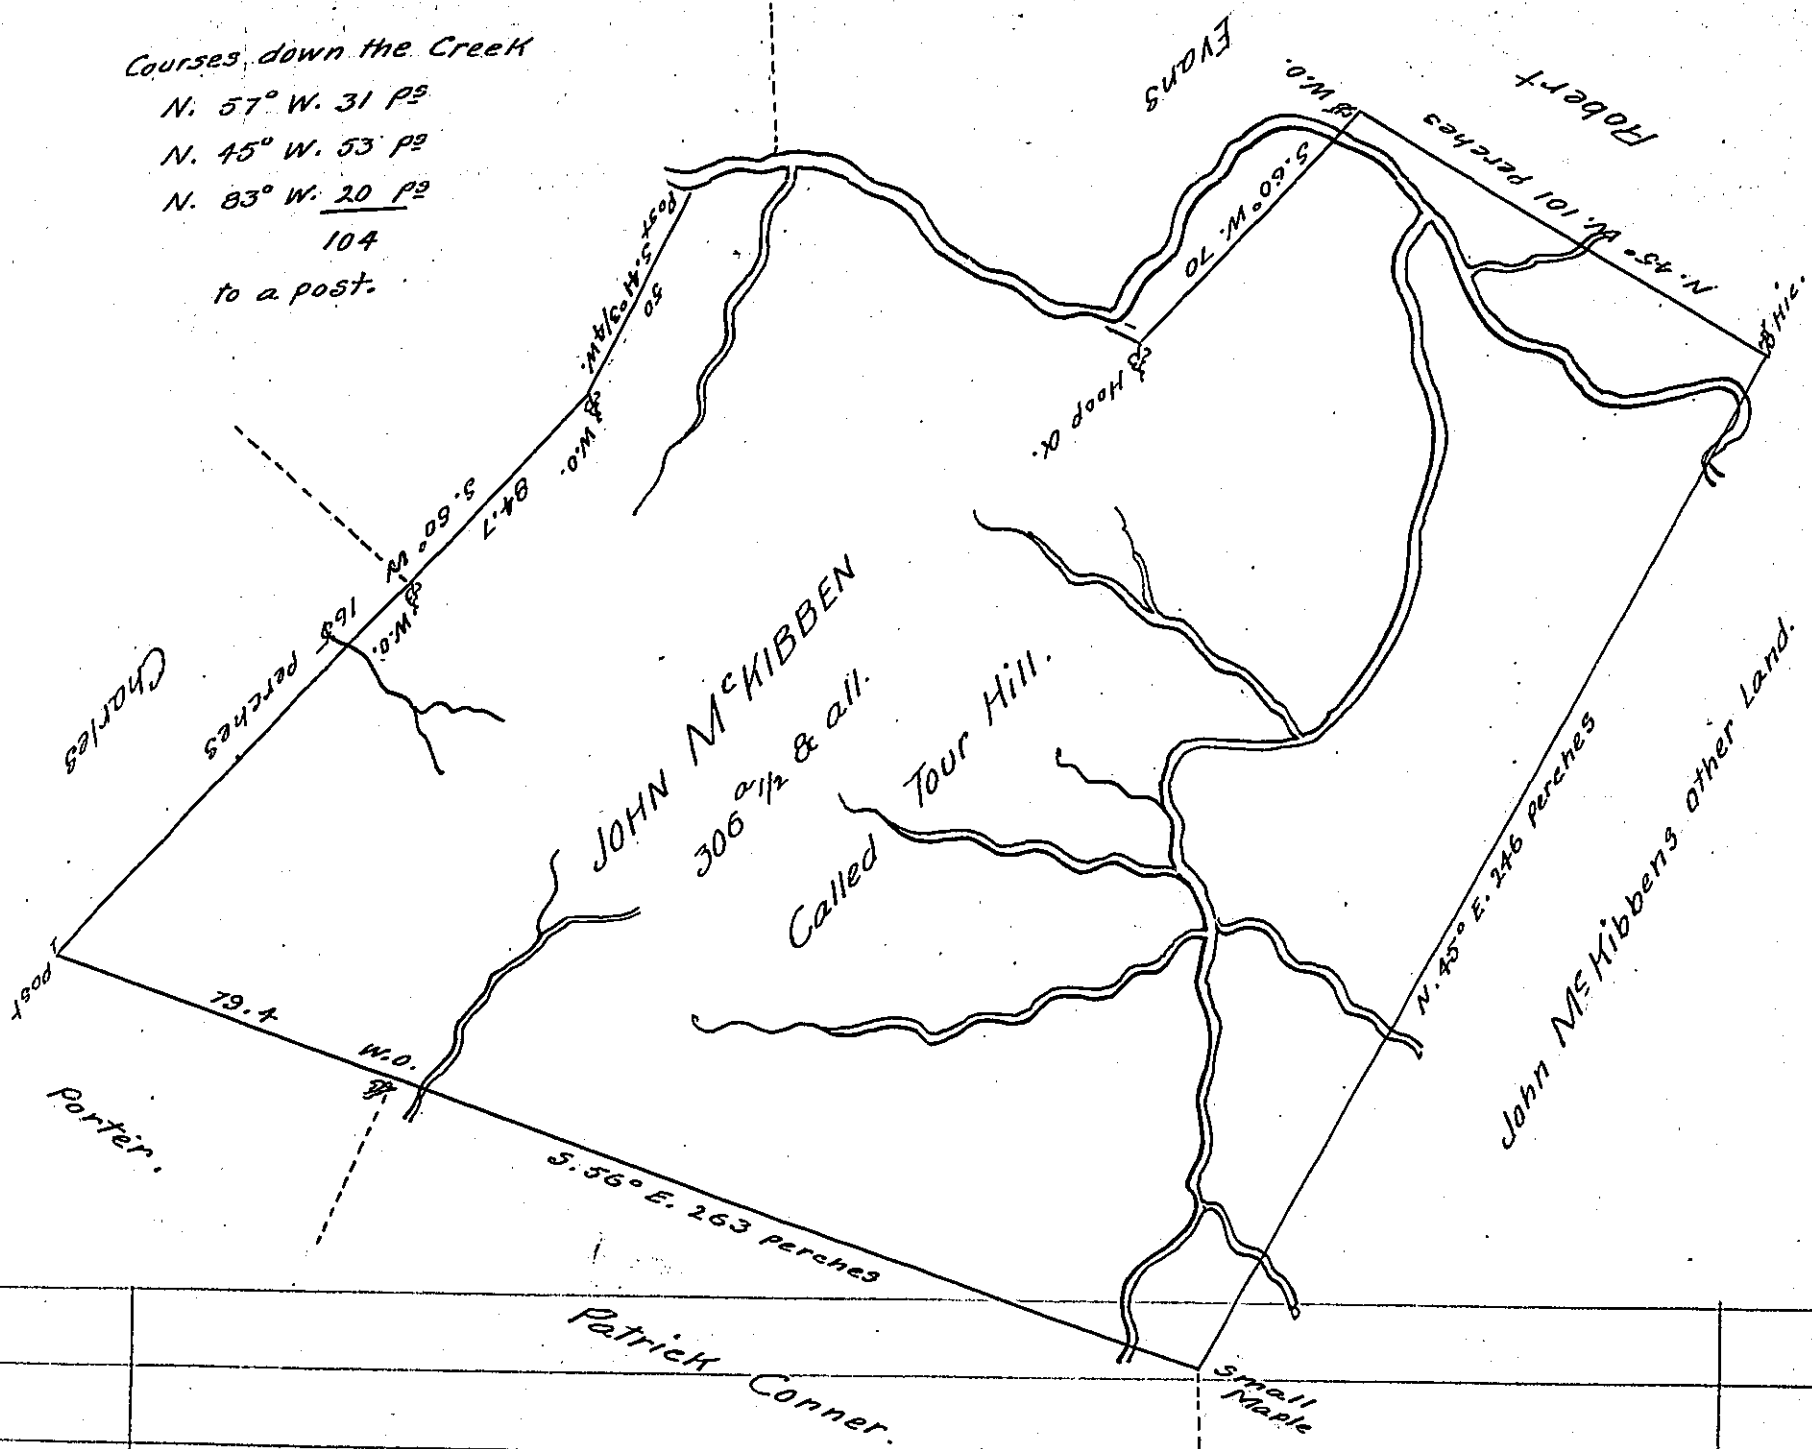 Courses down the Creek
N. 57° W. 31 Ps
N. 45° W. 53 Ps
N. 83° W. 20 Ps
104
to a post.
Robert
Evans
W.O.
N. 45° W. 101 Perches
Hic.
S. 60° W. 70
Hoop a.
Post
S. 44° 3/4 W.
50
W.O.
84.7
S. 60° W
163 perches
W.O.
Charles
Porter.
JOHN McKIBBEN
306 a 1/2 & all.
Called Tour Hill.
N. 45° E. 246 perches
John McKibbens other Land.
Post
79.4
W.O.
S. 56° E. 263 perches
Patrick Conner.
Small
Maple